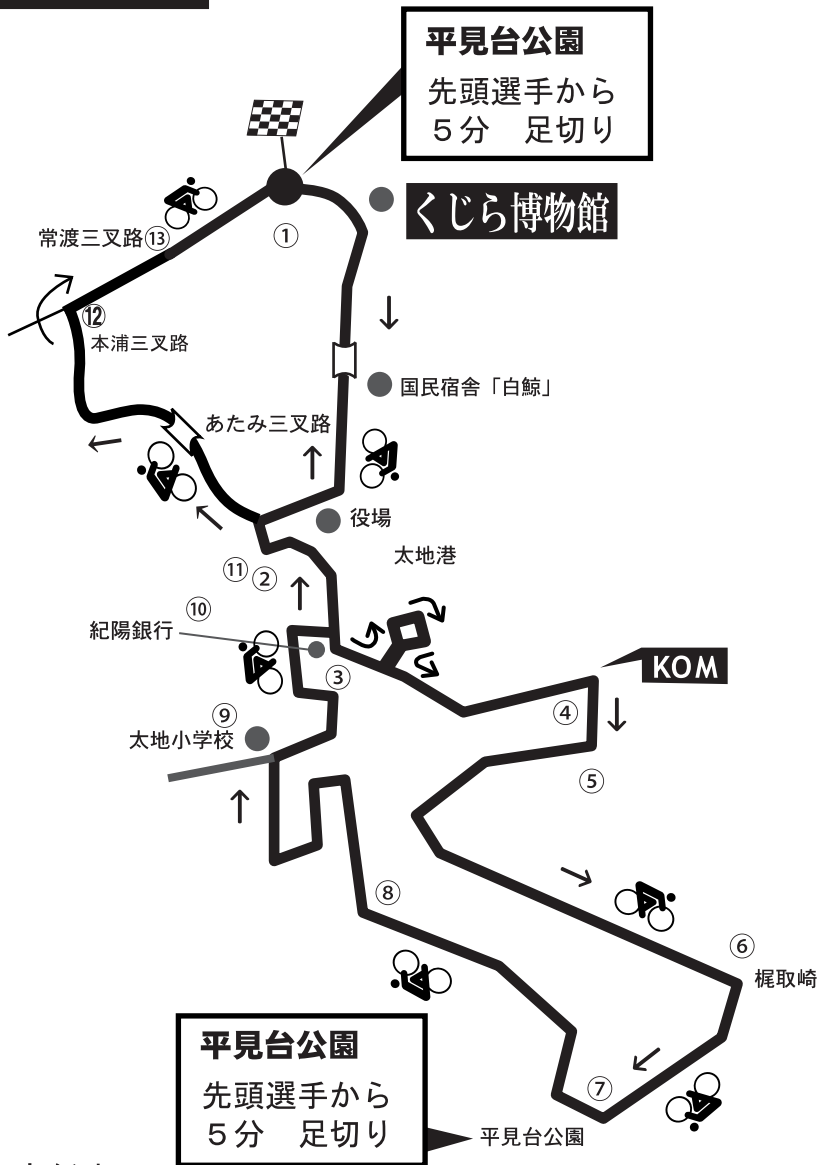 平見台公園
先頭選手から
５分　足切り
くじら博物館
常渡三叉路⑬
①
⑫
本浦三叉路
国民宿舎「白鯨」
あたみ三叉路
役場
太地港
⑪ ②
⑩
紀陽銀行
KOM
③
④
⑨
太地小学校
⑤
⑧
⑥
梶取崎
平見台公園
先頭選手から
５分　足切り
⑦
平見台公園